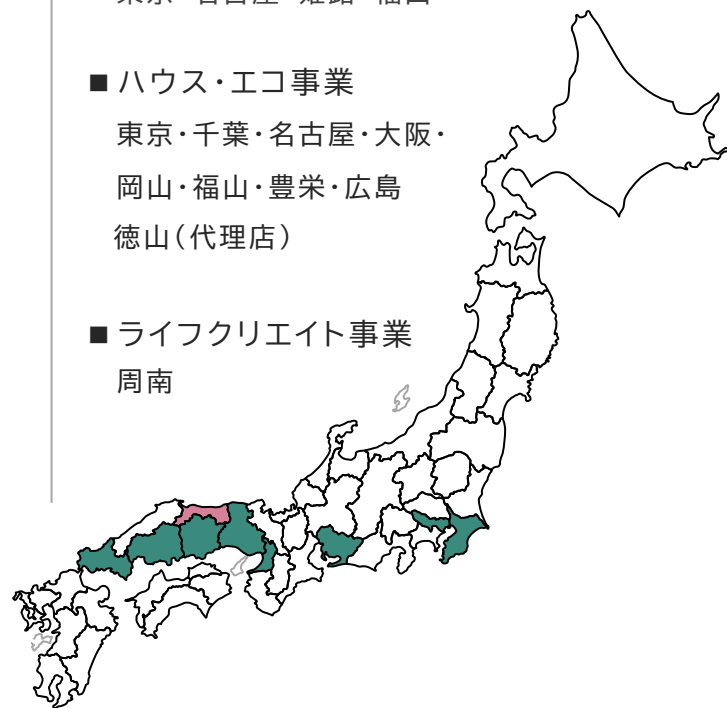 ■ ハウス・エコ事業
東京・千葉・名古屋・大阪・
岡山・福山・豊栄・広島
徳山(代理店)
■ ライフクリエイト事業
周南